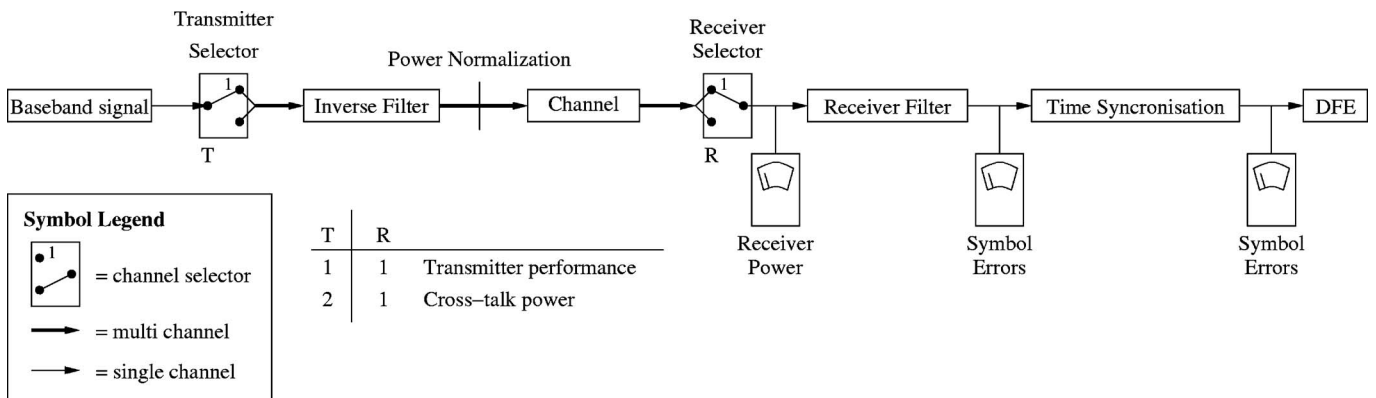 Transmitter
Selector
Receiver
Selector
Power Normalization
1
1
Baseband signal
Inverse Filter
Channel
Receiver Filter
Time Syncronisation
DFE
T
R
Symbol Legend
1
= channel selector
= multi channel
= single channel
T R
1 1 Transmitter performance
2 1 Cross–talk power
Receiver
Power
Symbol
Errors
Symbol
Errors